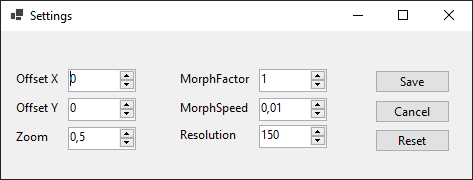 Settings
Offset X 0 MorphFactor 1 Save
Offset Y 0 MorphSpeed 0,01 Cancel
Zoom 0,5 Resolution 150 Reset